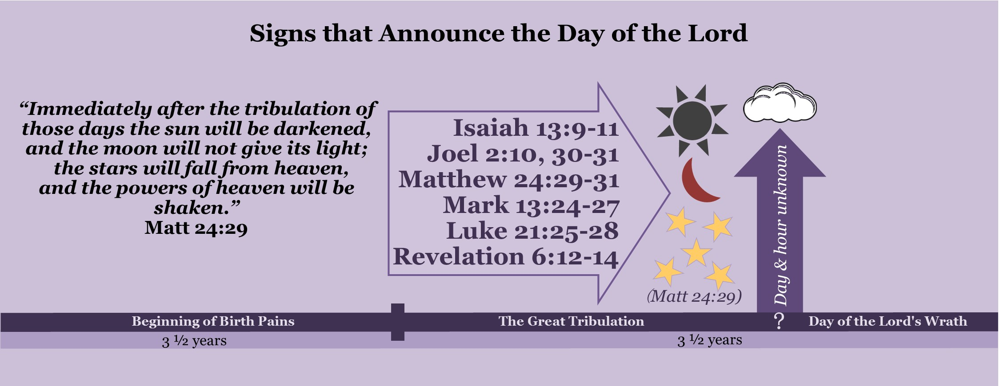 Signs that Announce the Day of the Lord
“Immediately after the tribulation of
those days the sun will be darkened,
and the moon will not give its light;
the stars will fall from heaven,
and the powers of heaven will be
shaken.”
Matt 24:29
Isaiah 13:9-11
Joel 2:10, 30-31
Matthew 24:29-31
Mark 13:24-27
Luke 21:25-28
Revelation 6:12-14
(Matt 24:29)
Day & hour unknown
Beginning of Birth Pains
The Great Tribulation
?
Day of the Lord's Wrath
3 ½ years
3 ½ years